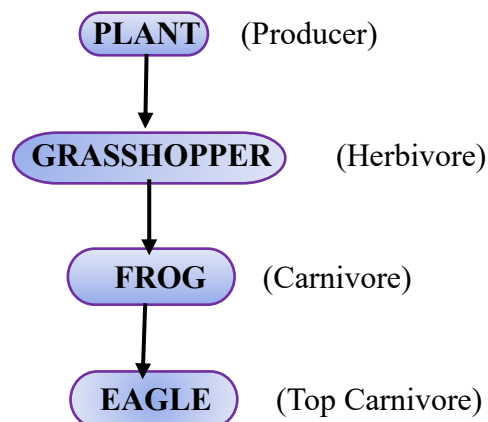 PLANT (Producer)
GRASSHOPPER (Herbivore)
FROG (Carnivore)
EAGLE (Top Carnivore)